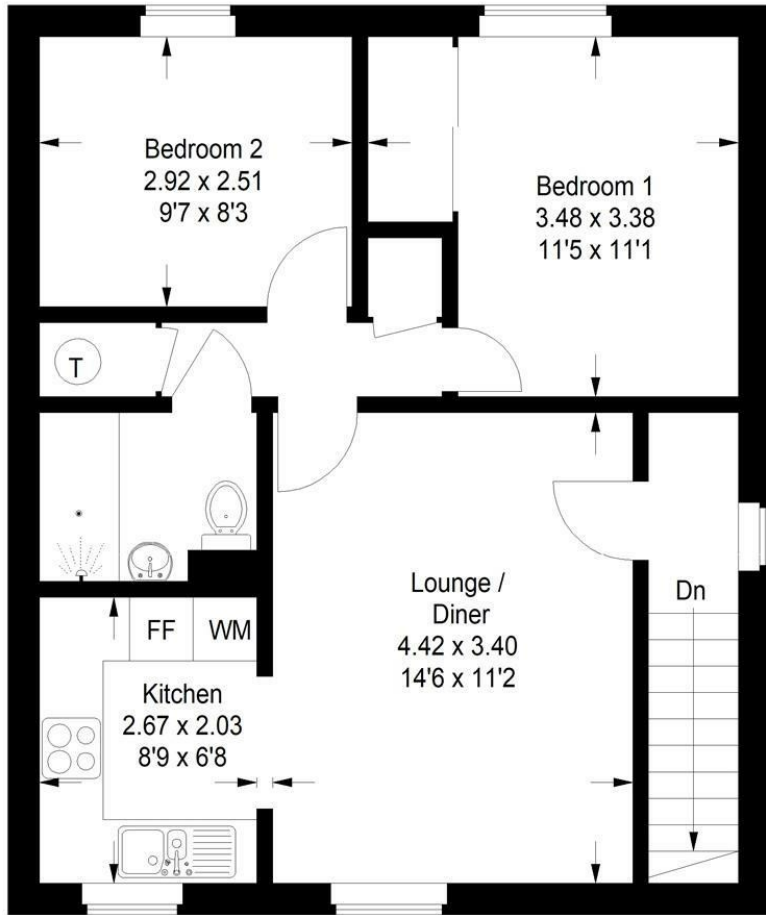 Bedroom 2
2.92 x 2.51
9'7 x 8'3
Bedroom 1
3.48 x 3.38
11'5 x 11'1
T
Lounge /
Diner
4.42 x 3.40
14'6 x 11'2
Dn
FF WM
Kitchen
2.67 x 2.03
8'9 x 6'8